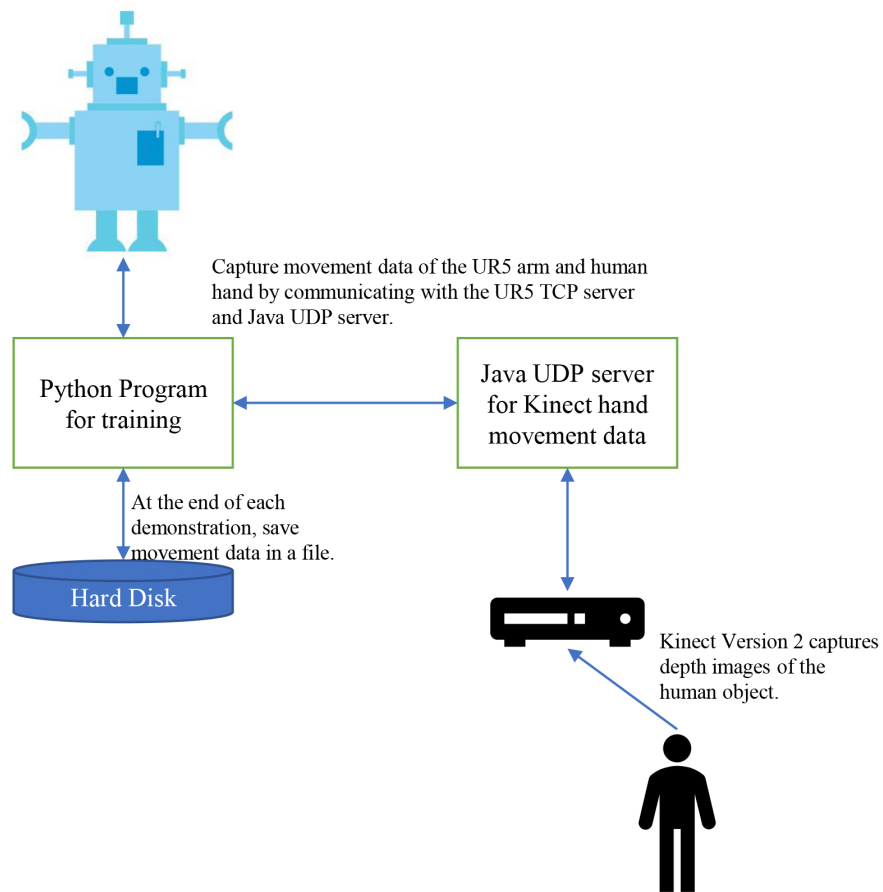 Capture movement data of the UR5 arm and human
hand by communicating with the UR5 TCP server
and Java UDP server.
Python Program
for training
Java UDP server
for Kinect hand
movement data
At the end of each
demonstration, save
movement data in a file.
Hard Disk
Kinect Version 2 captures
depth images of the
human object.